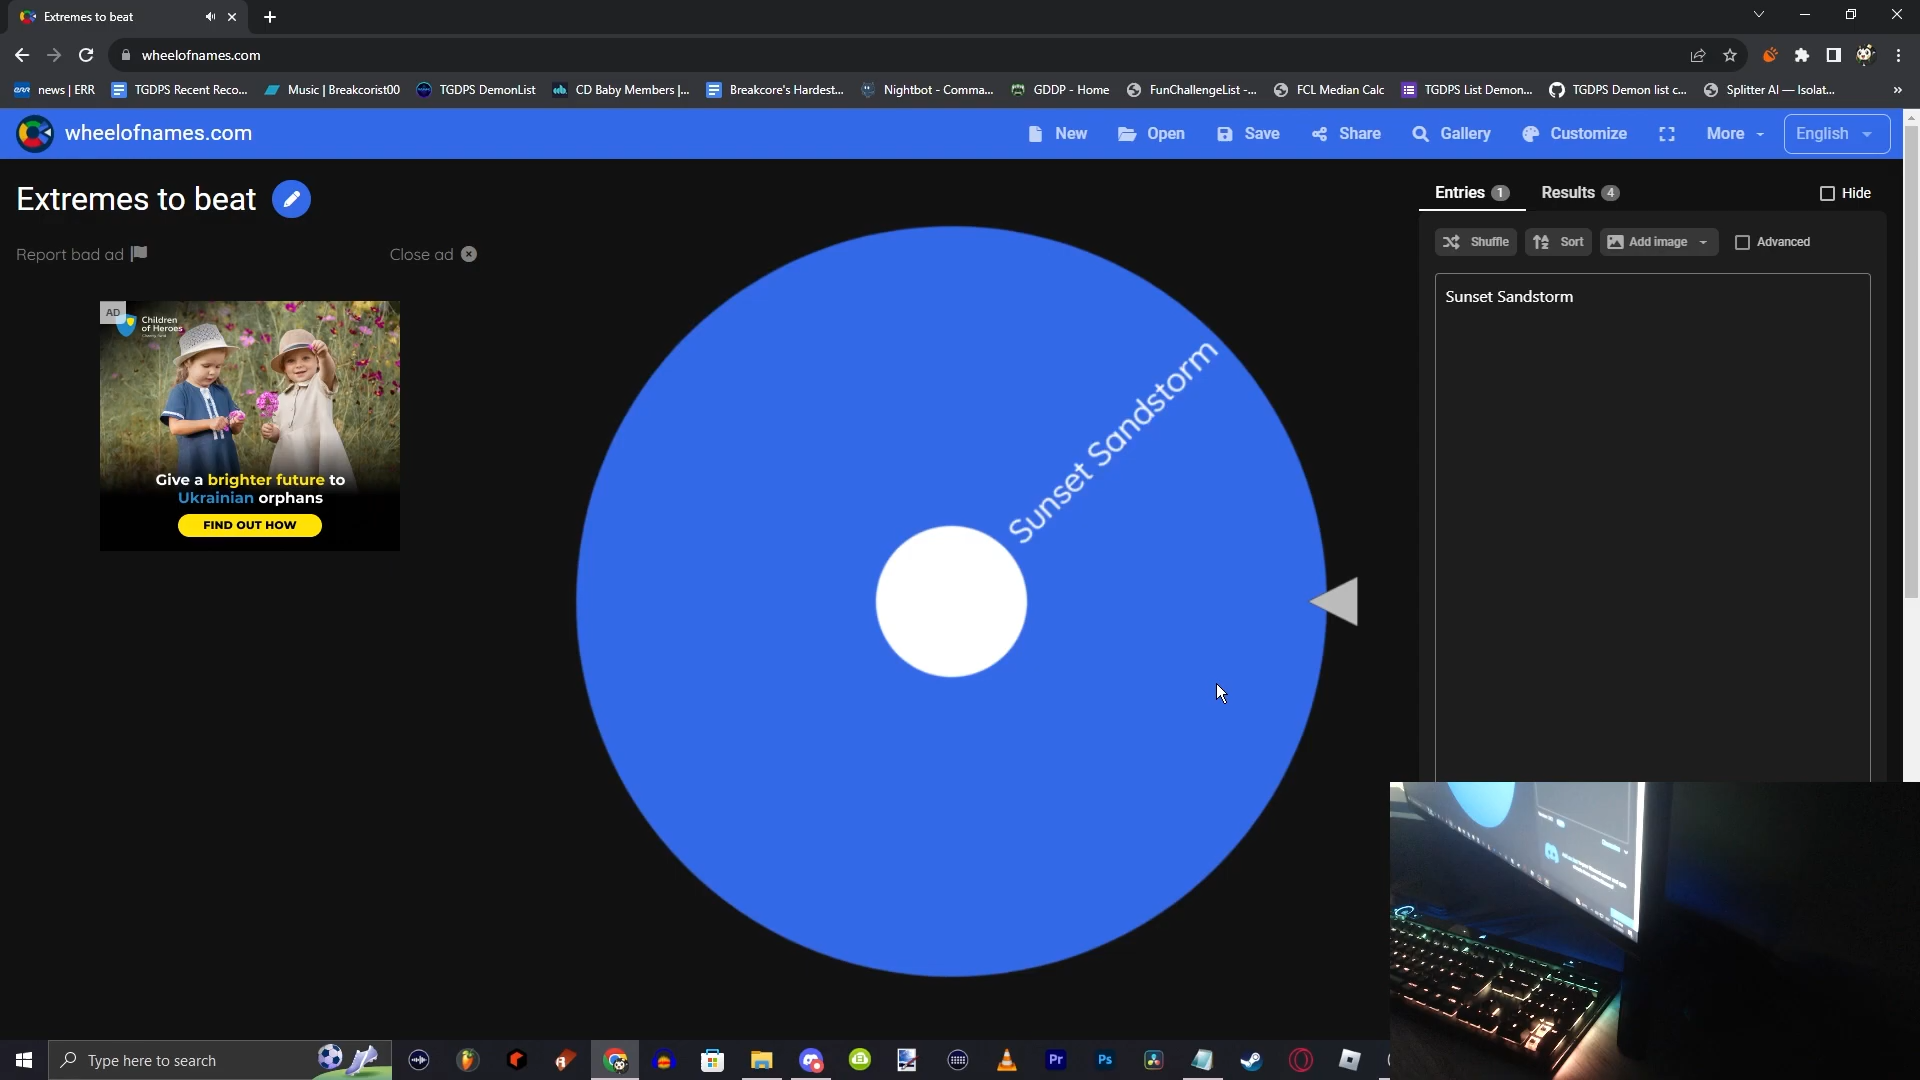 Extremes to beat
wheelofnames.com
news | ERR
TGDPS Recent Reco...
Music | Breakcorist00
TGDPS DemonList
CD Baby Members |...
Breakcore's Hardest...
Nightbot - Comma...
GDDP - Home
FunChallengeList -...
FCL Median Calc
TGDPS List Demon...
TGDPS Demon list c...
Splitter AI — Isolat...
wheelofnames.com
New
Open
Save
Share
Gallery
Customize
More
English
Extremes to beat
Entries 1
Results 4
Hide
Report bad ad
Close ad
Shuffle
Sort
Add image
Advanced
Sunset Sandstorm
AD
Children
of Heroes
Give a brighter future to
Ukrainian orphans
FIND OUT HOW
Sunset Sandstorm
Type here to search
Pr
Ps